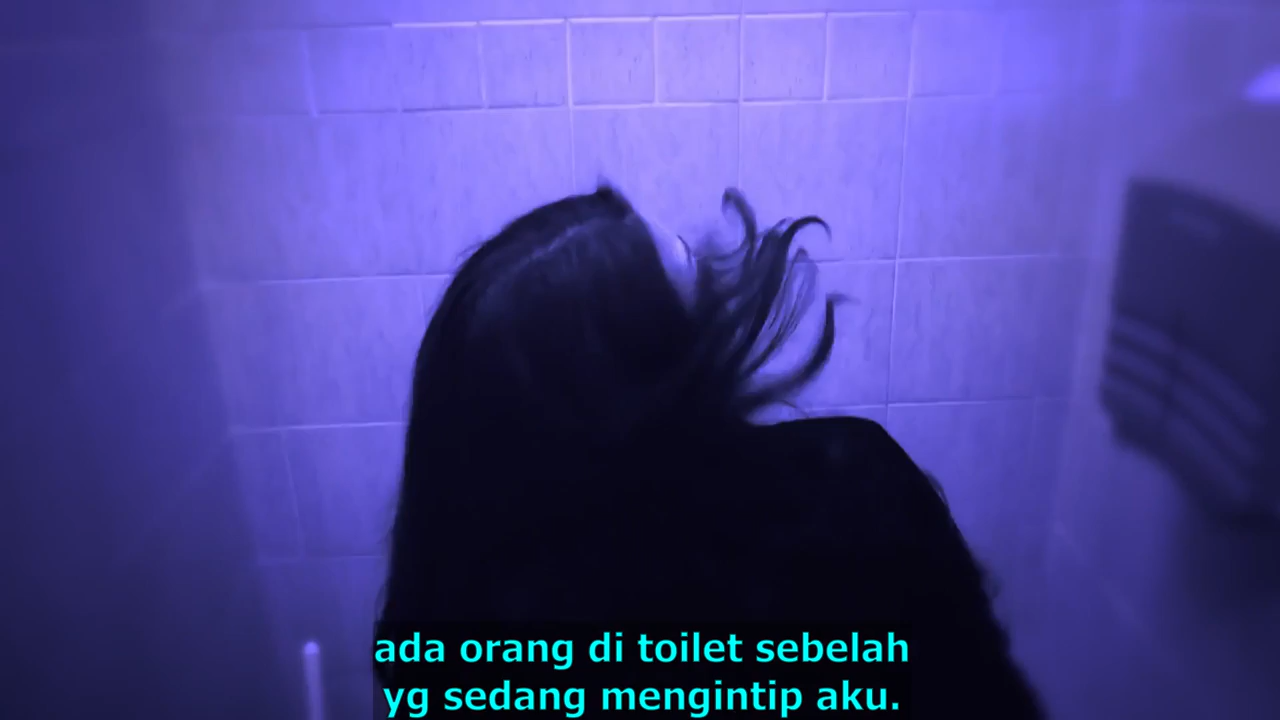 ada orang di toilet sebelah
yg sedang mengintip aku.